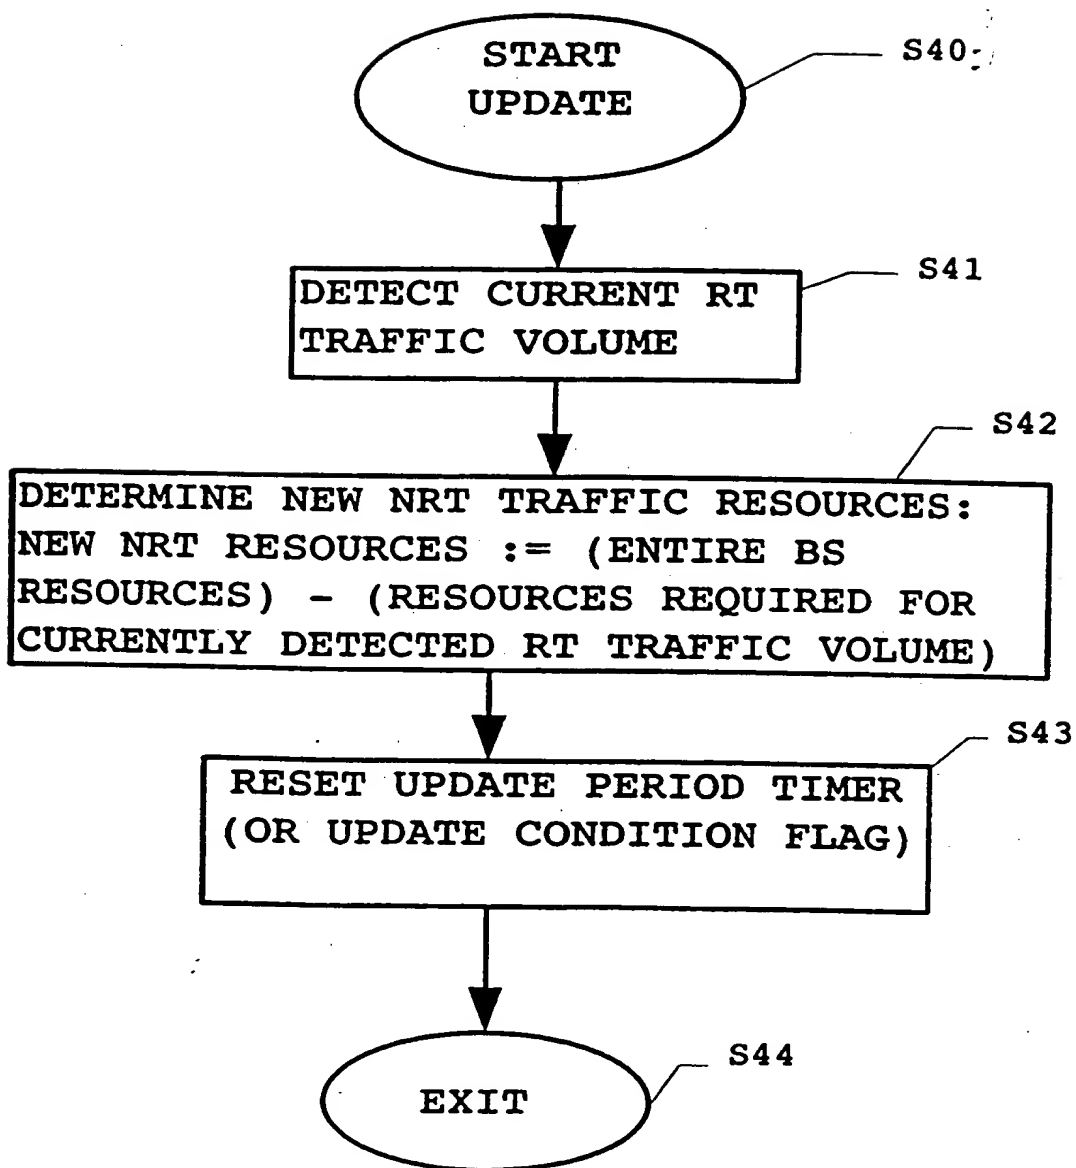 START
UPDATE
S40
DETECT CURRENT RT
TRAFFIC VOLUME
S41
DETERMINE NEW NRT TRAFFIC RESOURCES:
NEW NRT RESOURCES := (ENTIRE BS
RESOURCES) - (RESOURCES REQUIRED FOR
CURRENTLY DETECTED RT TRAFFIC VOLUME)
S42
RESET UPDATE PERIOD TIMER
(OR UPDATE CONDITION FLAG)
S43
EXIT
S44